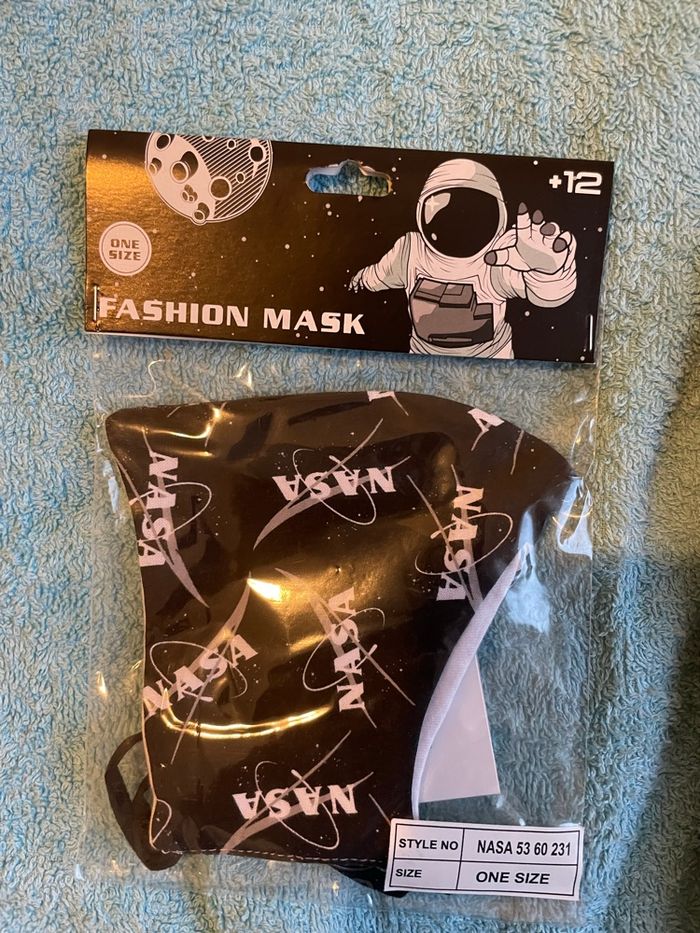 +12
ONE
SIZE
FASHION MASK
NASA
NASA
NASA
NASA
NASA
NASA
STYLE NO NASA 53 60 231
SIZE ONE SIZE